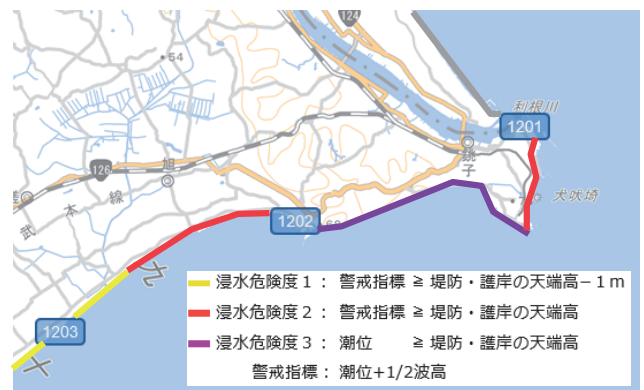 124
・54
利根川
1201
126
旭
銚子
犬吠埼
武本線
1202
九
1203
十
浸水危険度1： 警戒指標 ≧ 堤防・護岸の天端高－1m
浸水危険度2： 警戒指標 ≧ 堤防・護岸の天端高
浸水危険度3： 潮位 ≧ 堤防・護岸の天端高
警戒指標： 潮位+1/2波高